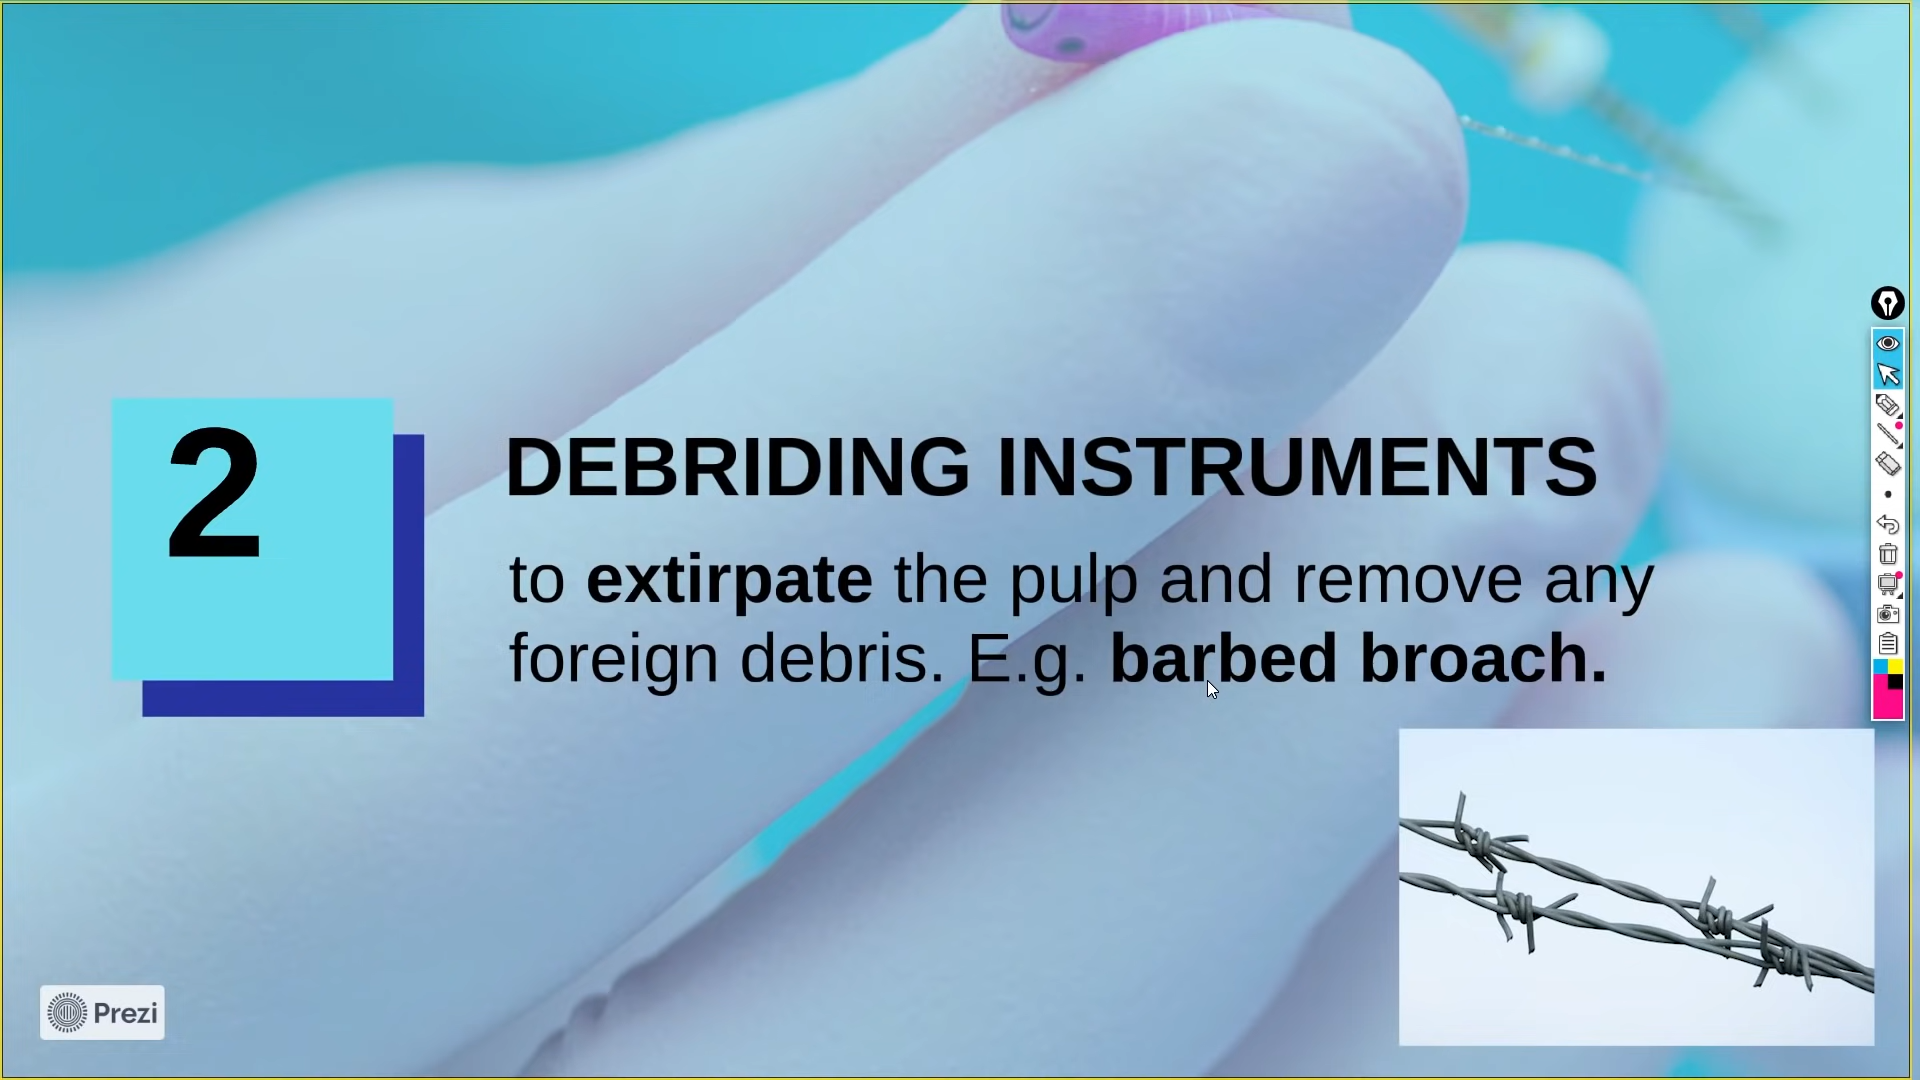 2
DEBRIDING INSTRUMENTS
to extirpate the pulp and remove any
foreign debris. E.g. barbed broach.
Prezi